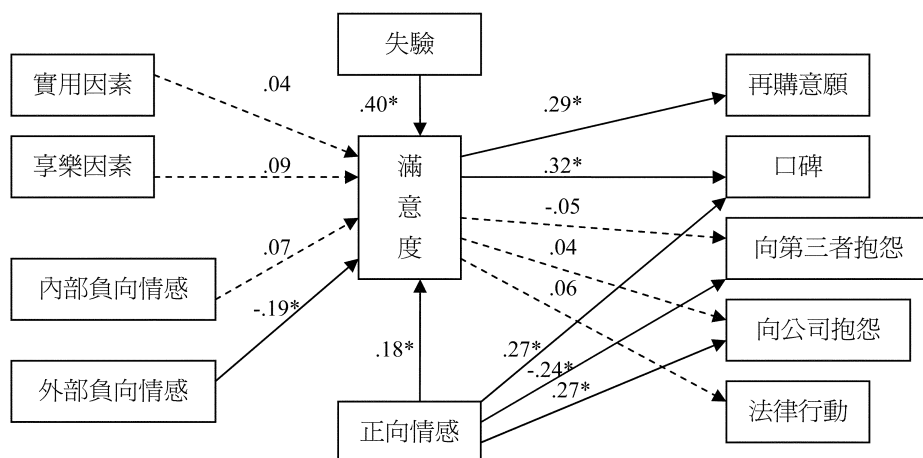 失驗
實用因素
.04
.40*
.29*
再購意願
享樂因素
.09
滿意度
.32*
口碑
-.05
向第三者抱怨
內部負向情感
.07
.04
.06
-.19*
向公司抱怨
外部負向情感
.18*
.27*
-.24*
.27*
正向情感
法律行動